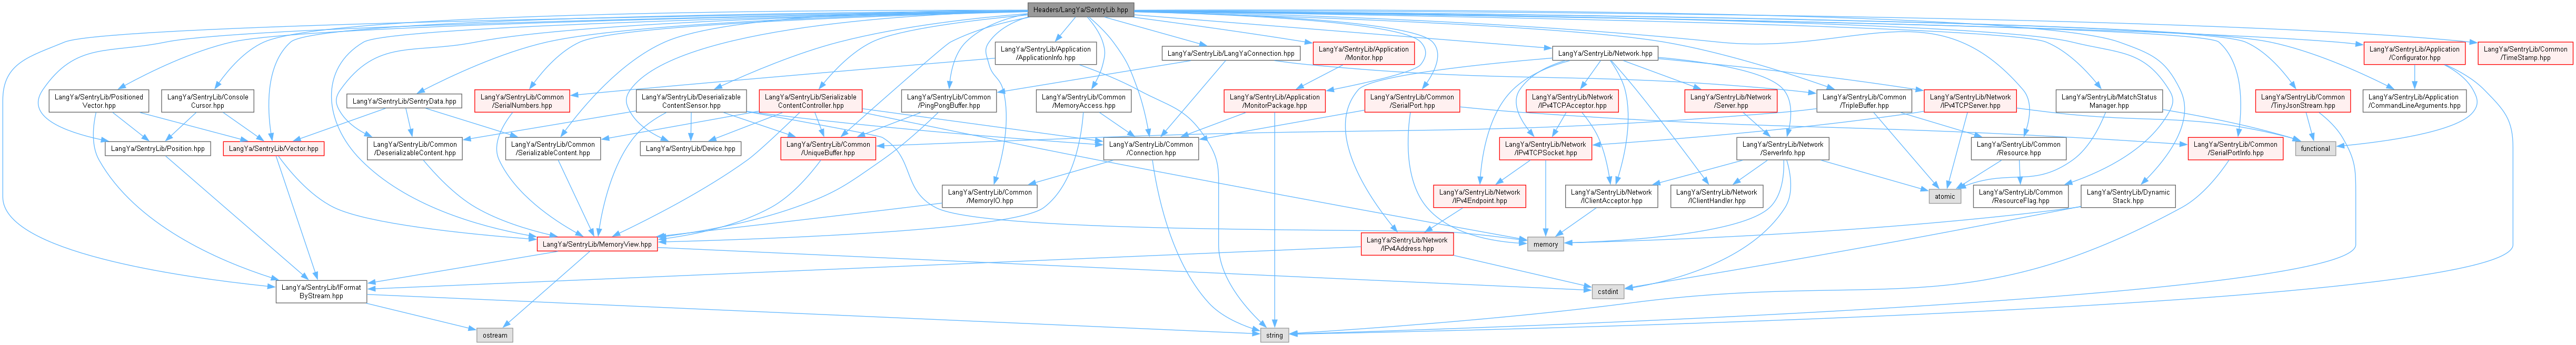 Headers/LangYa/SentryLib.hpp
LangYa/SentryLib/Application
/ApplicationInfo.hpp
LangYa/SentryLib/LangYaConnection.hpp
LangYa/SentryLib/Application
/Monitor.hpp
LangYa/SentryLib/Network.hpp
LangYa/SentryLib/Application
/Configurator.hpp
LangYa/SentryLib/Common
/TimeStamp.hpp
LangYa/SentryLib/Positioned
Vector.hpp
LangYa/SentryLib/Console
Cursor.hpp
LangYa/SentryLib/SentryData.hpp
LangYa/SentryLib/Common
/SerialNumbers.hpp
LangYa/SentryLib/Deserializable
ContentSensor.hpp
LangYa/SentryLib/Serializable
ContentController.hpp
LangYa/SentryLib/Common
/PingPongBuffer.hpp
LangYa/SentryLib/Common
/MemoryAccess.hpp
LangYa/SentryLib/Application
/MonitorPackage.hpp
LangYa/SentryLib/Common
/SerialPort.hpp
LangYa/SentryLib/Network
/IPv4TCPAcceptor.hpp
LangYa/SentryLib/Network
/Server.hpp
LangYa/SentryLib/Common
/TripleBuffer.hpp
LangYa/SentryLib/Network
/IPv4TCPServer.hpp
LangYa/SentryLib/MatchStatus
Manager.hpp
LangYa/SentryLib/Common
/TinyJsonStream.hpp
LangYa/SentryLib/Application
/CommandLineArguments.hpp
LangYa/SentryLib/Position.hpp
LangYa/SentryLib/Vector.hpp
LangYa/SentryLib/Common
/DeserializableContent.hpp
LangYa/SentryLib/Common
/SerializableContent.hpp
LangYa/SentryLib/Device.hpp
LangYa/SentryLib/Common
/UniqueBuffer.hpp
LangYa/SentryLib/Common
/Connection.hpp
LangYa/SentryLib/Network
/IPv4TCPSocket.hpp
LangYa/SentryLib/Network
/ServerInfo.hpp
LangYa/SentryLib/Common
/Resource.hpp
LangYa/SentryLib/Common
/SerialPortInfo.hpp
functional
LangYa/SentryLib/Common
/MemoryIO.hpp
LangYa/SentryLib/Network
/IPv4Endpoint.hpp
LangYa/SentryLib/Network
/IClientAcceptor.hpp
LangYa/SentryLib/Network
/IClientHandler.hpp
atomic
LangYa/SentryLib/Common
/ResourceFlag.hpp
LangYa/SentryLib/Dynamic
Stack.hpp
LangYa/SentryLib/MemoryView.hpp
LangYa/SentryLib/Network
/IPv4Address.hpp
memory
LangYa/SentryLib/IFormat
ByStream.hpp
cstdint
ostream
string